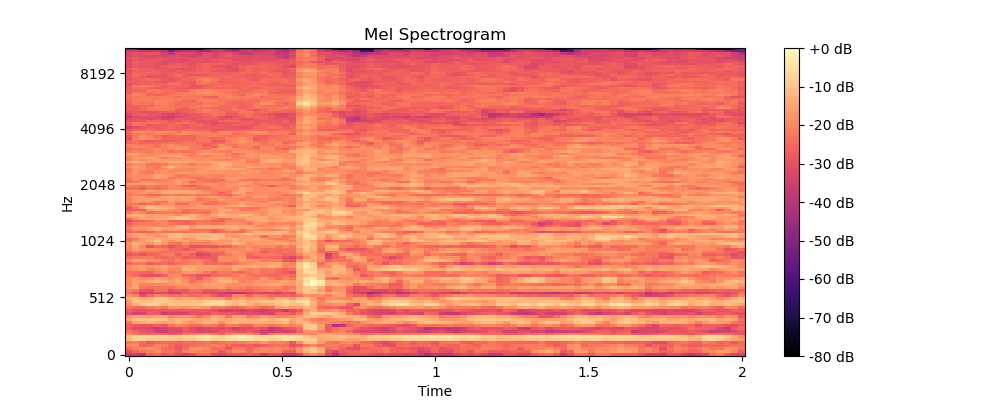 Mel Spectrogram
Hz
8192
4096
2048
1024
512
0
0 0.5 1 1.5 2
Time
+0 dB
-10 dB
-20 dB
-30 dB
-40 dB
-50 dB
-60 dB
-70 dB
-80 dB